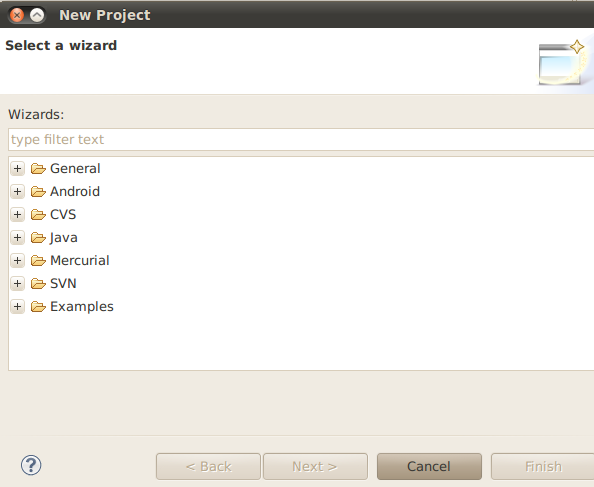 New Project
Select a wizard
Wizards:
type filter text
General
Android
CVS
Java
Mercurial
SVN
Examples
? < Back Next > Cancel Finish